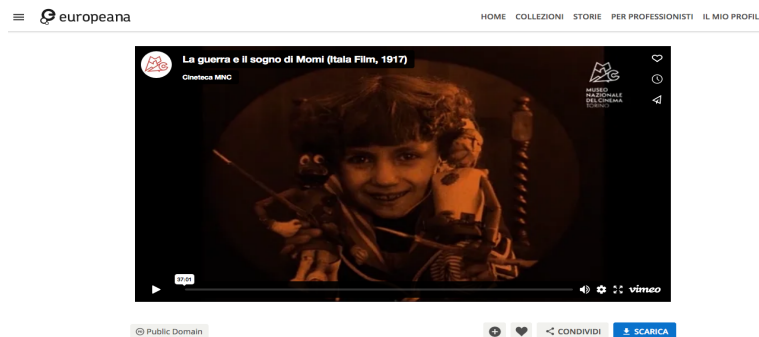 europeana
HOME COLLEZIONI STORIE PER PROFESSIONISTI IL MIO PROFIL
La guerra e il sogno di Momi (Itala Film, 1917)
Cineteca MNC
MUSEO
NAZIONALE
DEL CINEMA
TORINO
37:01
vimeo
Public Domain
CONDIVIDI
SCARICA